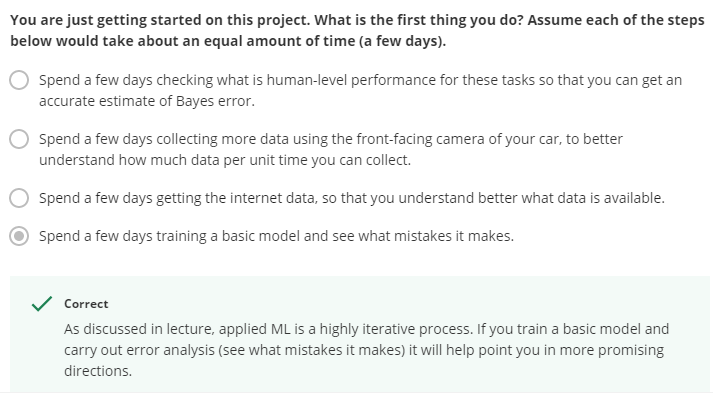 You are just getting started on this project. What is the first thing you do? Assume each of the steps
below would take about an equal amount of time (a few days).
Spend a few days checking what is human-level performance for these tasks so that you can get an
accurate estimate of Bayes error.
Spend a few days collecting more data using the front-facing camera of your car, to better
understand how much data per unit time you can collect.
Spend a few days getting the internet data, so that you understand better what data is available.
Spend a few days training a basic model and see what mistakes it makes.
Correct
As discussed in lecture, applied ML is a highly iterative process. If you train a basic model and
carry out error analysis (see what mistakes it makes) it will help point you in more promising
directions.